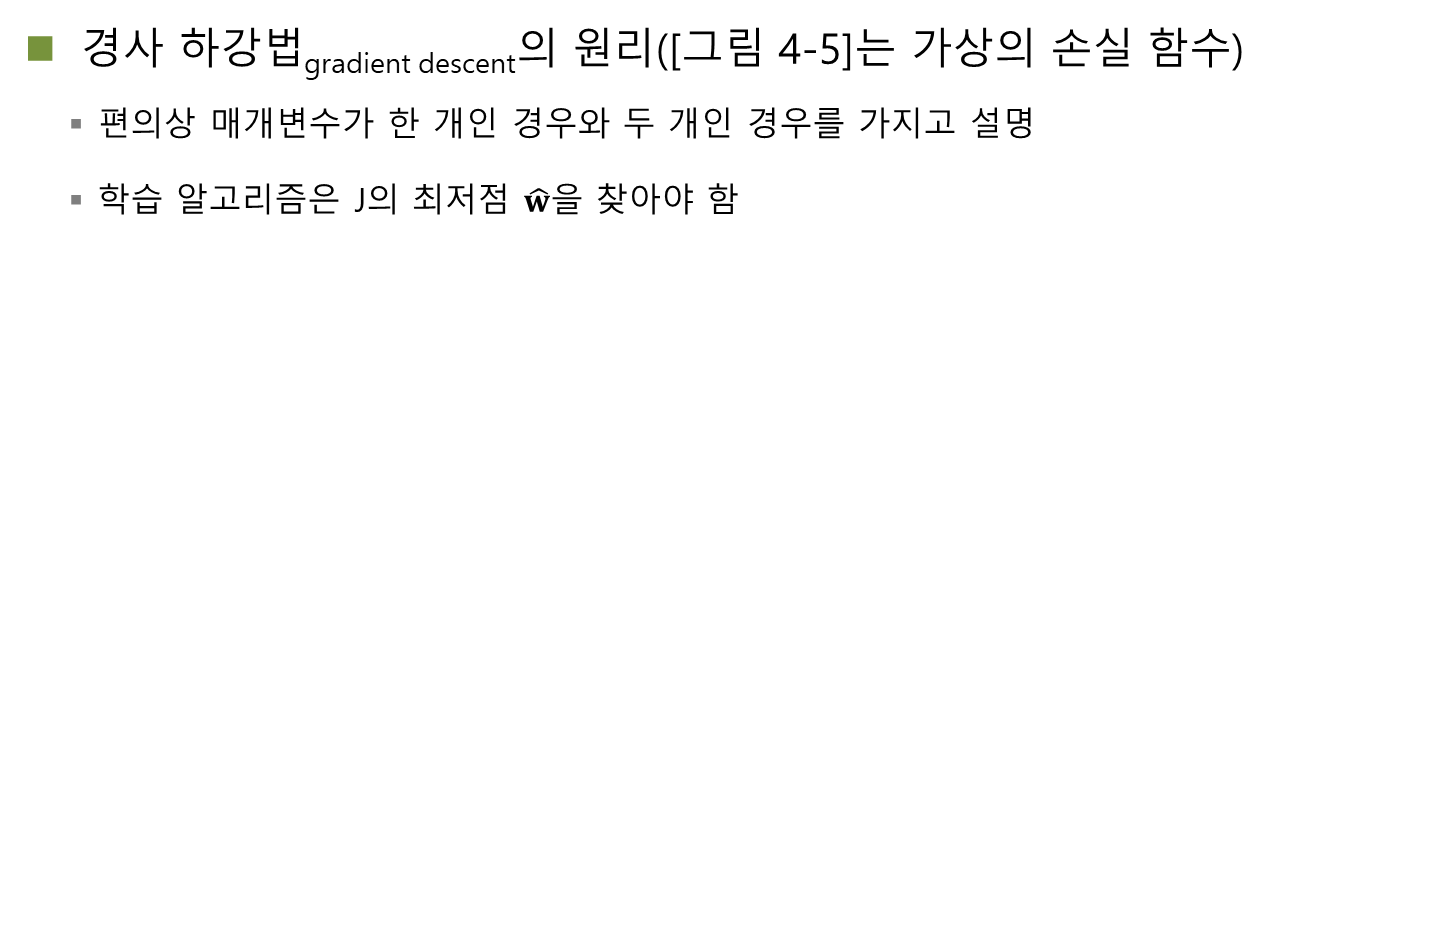 ■ 경사 하강법gradient descent의 원리([그림 4-5]는 가상의 손실 함수)
▪ 편의상 매개변수가 한 개인 경우와 두 개인 경우를 가지고 설명
▪ 학습 알고리즘은 J의 최저점 ŵ을 찾아야 함